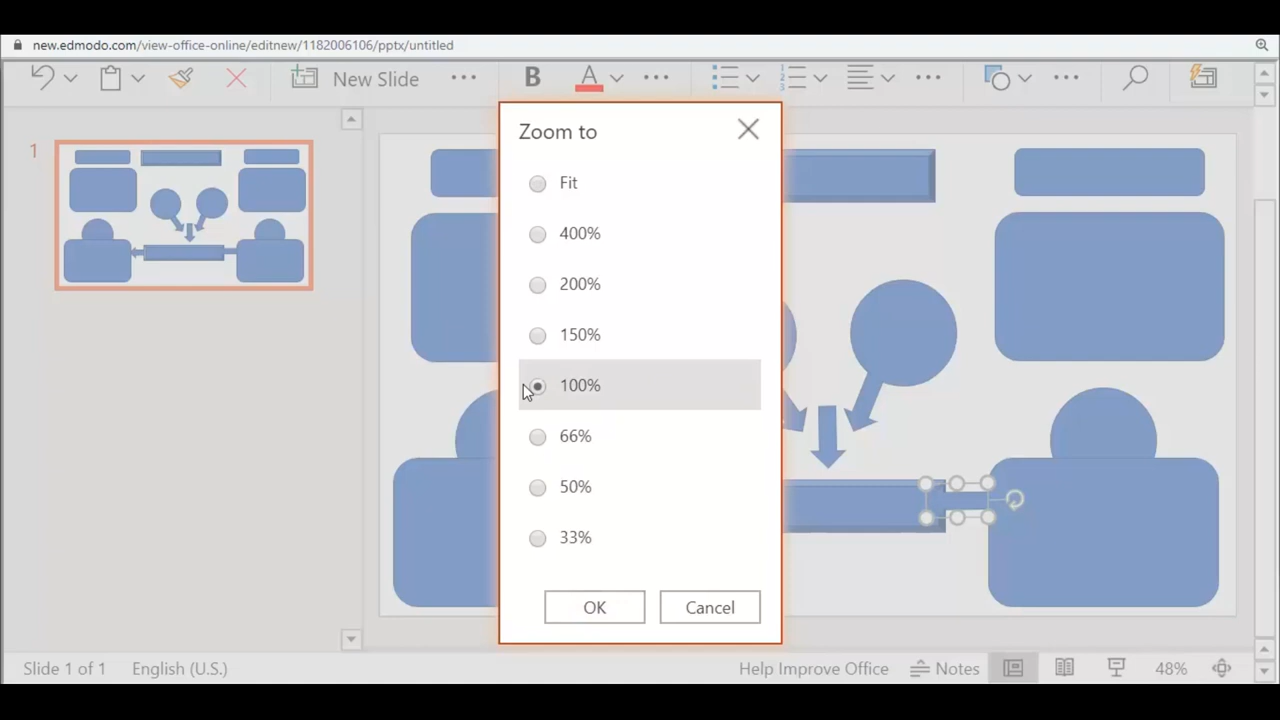 new.edmodo.com/view-office-online/editnew/1182006106/pptx/untitled
New Slide
B
A
Zoom to
1
Fit
400%
200%
150%
100%
66%
50%
33%
OK
Cancel
Slide 1 of 1
English (U.S.)
Help Improve Office
Notes
48%